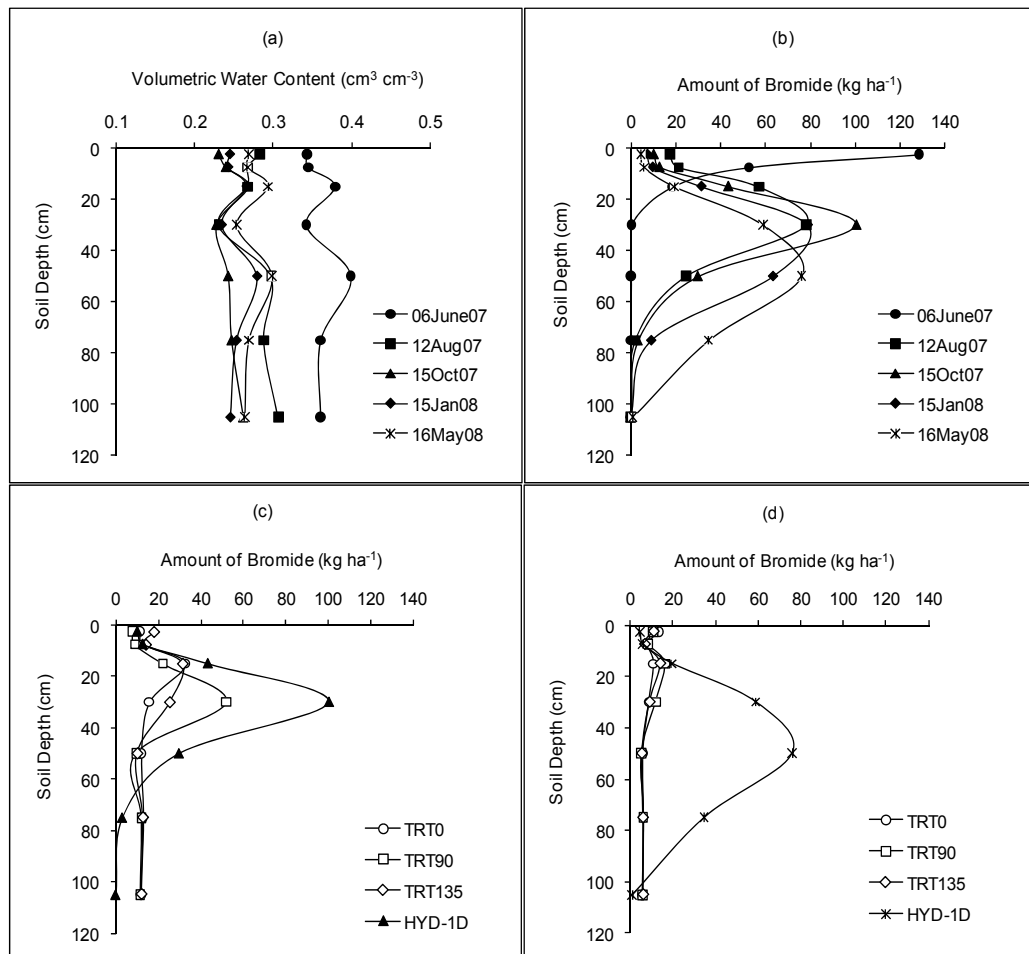 (a)
Volumetric Water Content (cm³ cm⁻³)
0.1 0.2 0.3 0.4 0.5
0
20
40
60
80
100
120
Soil Depth (cm)
06June07
12Aug07
15Oct07
15Jan08
16May08
(b)
Amount of Bromide (kg ha⁻¹)
0 20 40 60 80 100 120 140
0
20
40
60
80
100
120
Soil Depth (cm)
06June07
12Aug07
15Oct07
15Jan08
16May08
(c)
Amount of Bromide (kg ha⁻¹)
0 20 40 60 80 100 120 140
0
20
40
60
80
100
120
Soil Depth (cm)
TRT0
TRT90
TRT135
HYD-1D
(d)
Amount of Bromide (kg ha⁻¹)
0 20 40 60 80 100 120 140
0
20
40
60
80
100
120
Soil Depth (cm)
TRT0
TRT90
TRT135
HYD-1D